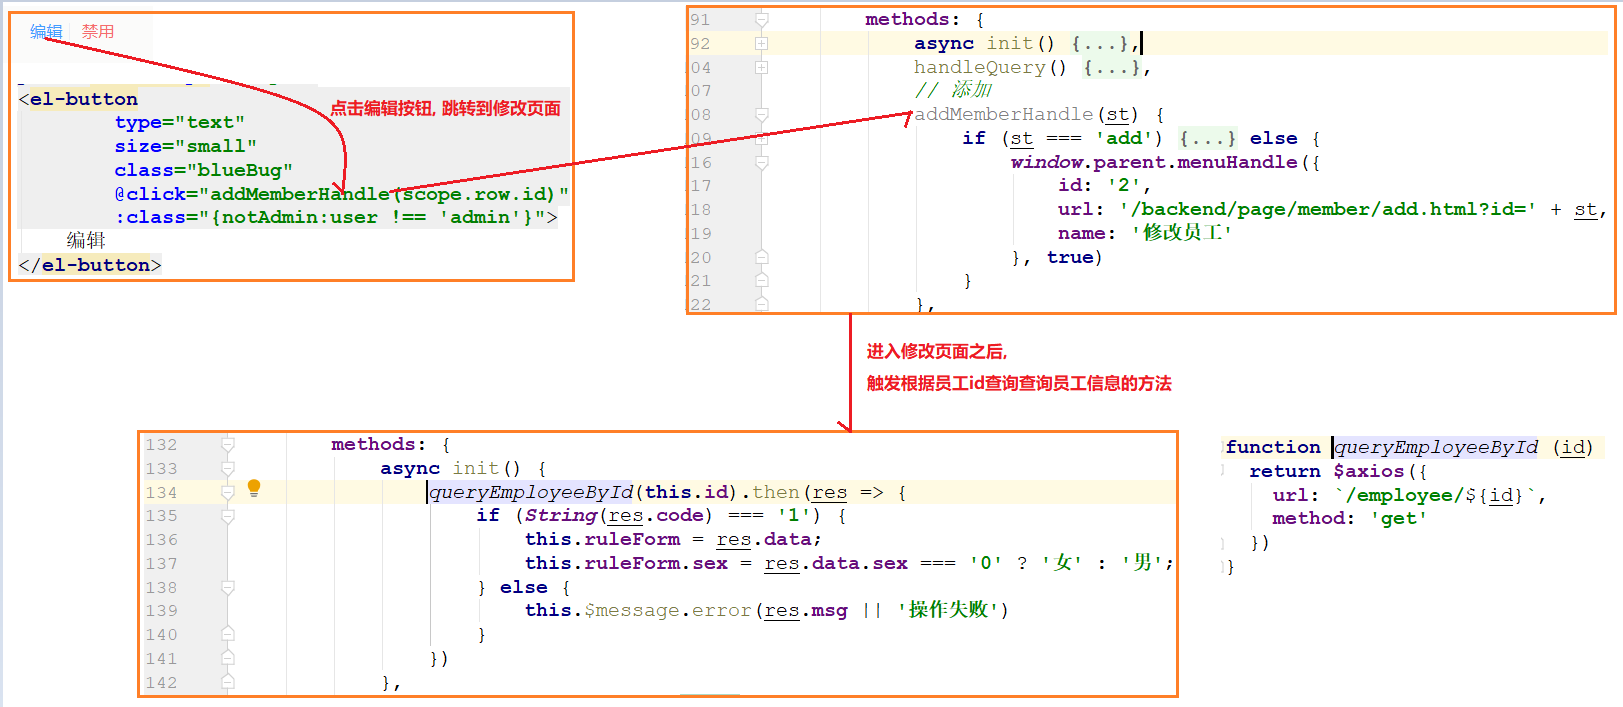 编辑 禁用
<el-button
type="text"
size="small"
class="blueBug"
@click="addMemberHandle(scope.row.id)"
:class="{notAdmin:user !== 'admin'}">
编辑
</el-button>
点击编辑按钮, 跳转到修改页面
91 methods: {
92 async init() {...},
04 handleQuery() {...},
07 // 添加
08 addMemberHandle(st) {
09 if (st === 'add') {...} else {
16 window.parent.menuHandle({
17 id: '2',
18 url: '/backend/page/member/add.html?id=' + st,
19 name: '修改员工'
20 }, true)
21 }
22 },
进入修改页面之后,
触发根据员工id查询查询员工信息的方法
132 methods: {
133 async init() {
134 queryEmployeeById(this.id).then(res => {
135 if (String(res.code) === '1') {
136 this.ruleForm = res.data;
137 this.ruleForm.sex = res.data.sex === '0' ? '女' : '男';
138 } else {
139 this.$message.error(res.msg || '操作失败')
140 }
141 })
142 },
function queryEmployeeById (id)
return $axios({
url: `/employee/${id}`,
method: 'get'
})
}